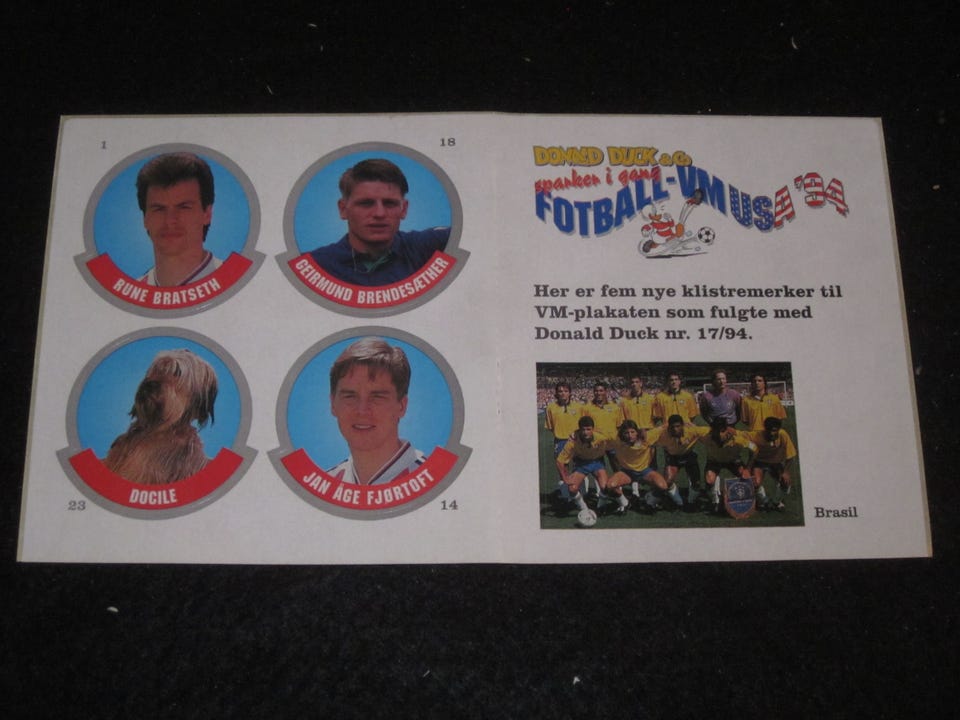 1
RUNE BRATSETH
18
GEIRMUND BRENDESÆTHER
23
DOCILE
JAN ÅGE FJØRTOFT
14
DONALD DUCK & Co
sparker i gang
FOTBALL-VM USA '94
Her er fem nye klistremerker til
VM-plakaten som fulgte med
Donald Duck nr. 17/94.
Brasil